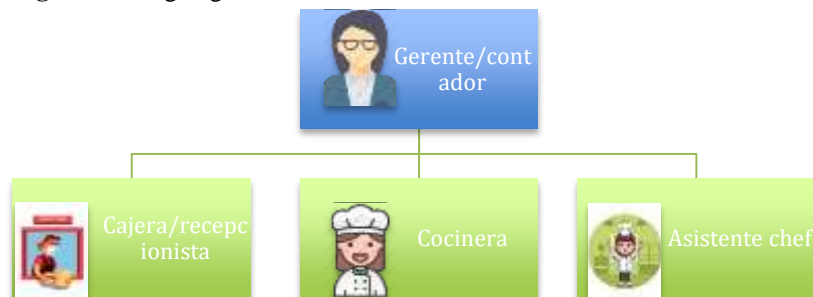 Gerente/cont
ador
Cajera/recepc
ionista
Cocinera
Asistente chef